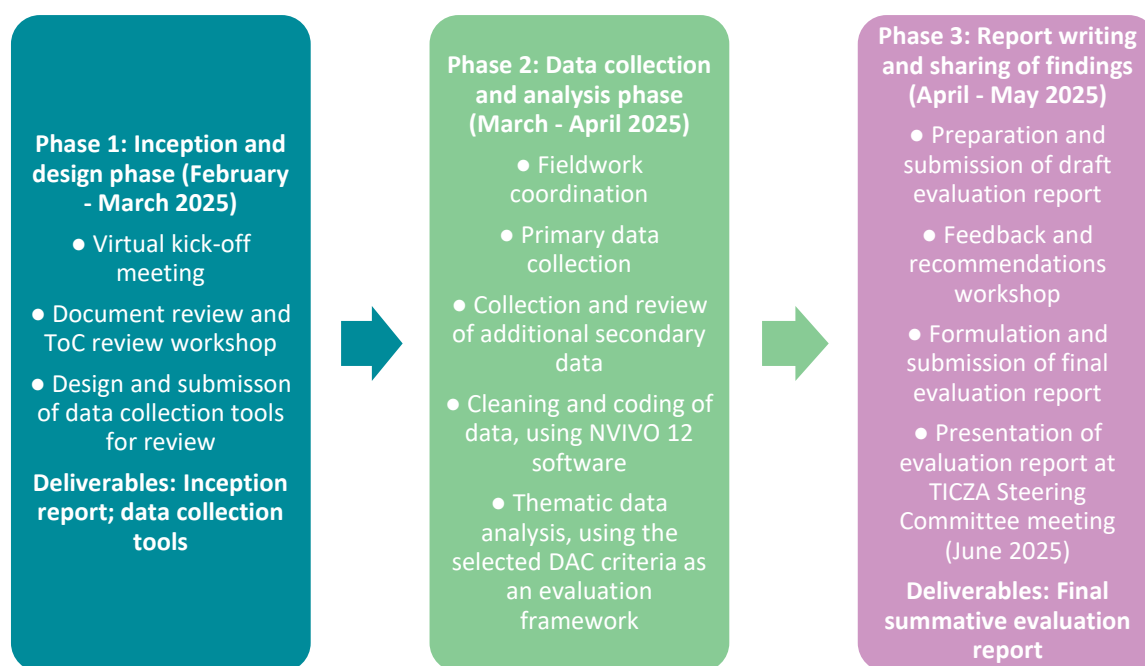 Phase 1: Inception and
design phase (February
- March 2025)
● Virtual kick-off
meeting
● Document review and
ToC review workshop
● Design and submisson
of data collection tools
for review
Deliverables: Inception
report; data collection
tools
Phase 2: Data collection
and analysis phase
(March - April 2025)
● Fieldwork
coordination
● Primary data
collection
● Collection and review
of additional secondary
data
● Cleaning and coding of
data, using NVIVO 12
software
● Thematic data
analysis, using the
selected DAC criteria as
an evaluation
framework
Phase 3: Report writing
and sharing of findings
(April - May 2025)
● Preparation and
submission of draft
evaluation report
● Feedback and
recommendations
workshop
● Formulation and
submission of final
evaluation report
● Presentation of
evaluation report at
TICZA Steering
Committee meeting
(June 2025)
Deliverables: Final
summative evaluation
report